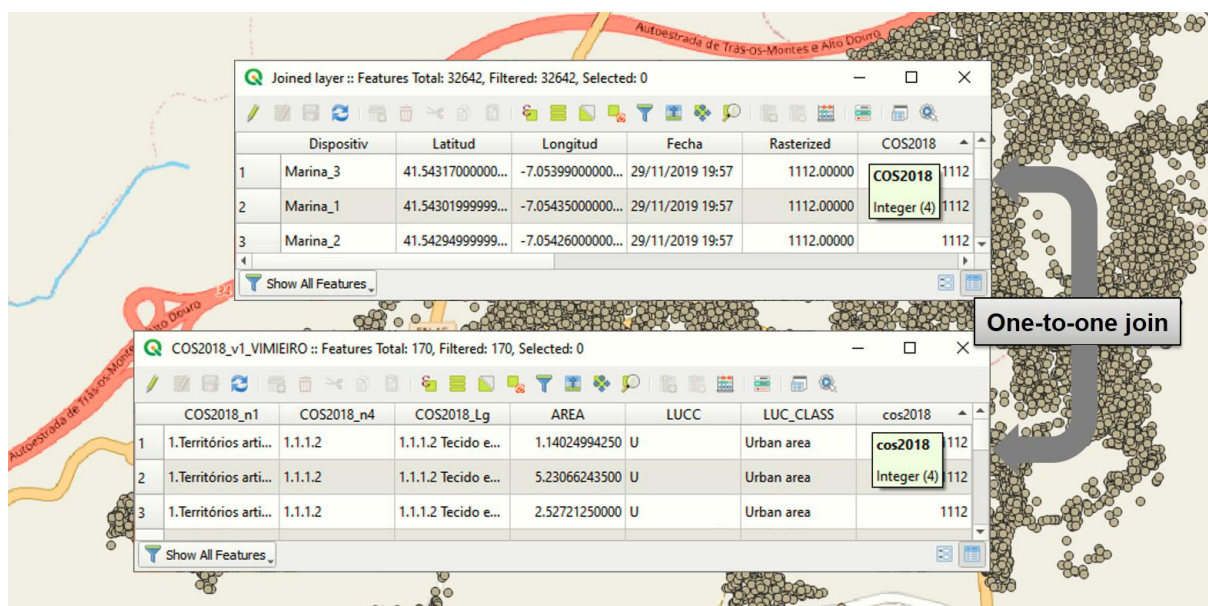 Autoestrada de Trás-os-Montes e Alto Douro
Joined layer :: Features Total: 32642, Filtered: 32642, Selected: 0
Dispositiv Latitud Longitud Fecha Rasterized COS2018
1 Marina_3 41.54317000000... -7.05399000000... 29/11/2019 19:57 1112.00000 1112
COS2018
2 Marina_1 41.54301999999... -7.05435000000... 29/11/2019 19:57 1112.00000 1112
Integer (4)
3 Marina_2 41.54294999999... -7.05426000000... 29/11/2019 19:57 1112.00000 1112
Show All Features
Alto Douro
One-to-one join
COS2018_v1_VIMIEIRO :: Features Total: 170, Filtered: 170, Selected: 0
COS2018_n1 COS2018_n4 COS2018_Lg AREA LUCC LUC_CLASS cos2018
1 1.Territórios arti... 1.1.1.2 1.1.1.2 Tecido e... 1.14024994250 U Urban area 1112
cos2018
2 1.Territórios arti... 1.1.1.2 1.1.1.2 Tecido e... 5.23066243500 U Urban area 112
Integer (4)
3 1.Territórios arti... 1.1.1.2 1.1.1.2 Tecido e... 2.52721250000 U Urban area 1112
Autoestrada de Trás-os-Monte
Show All Features